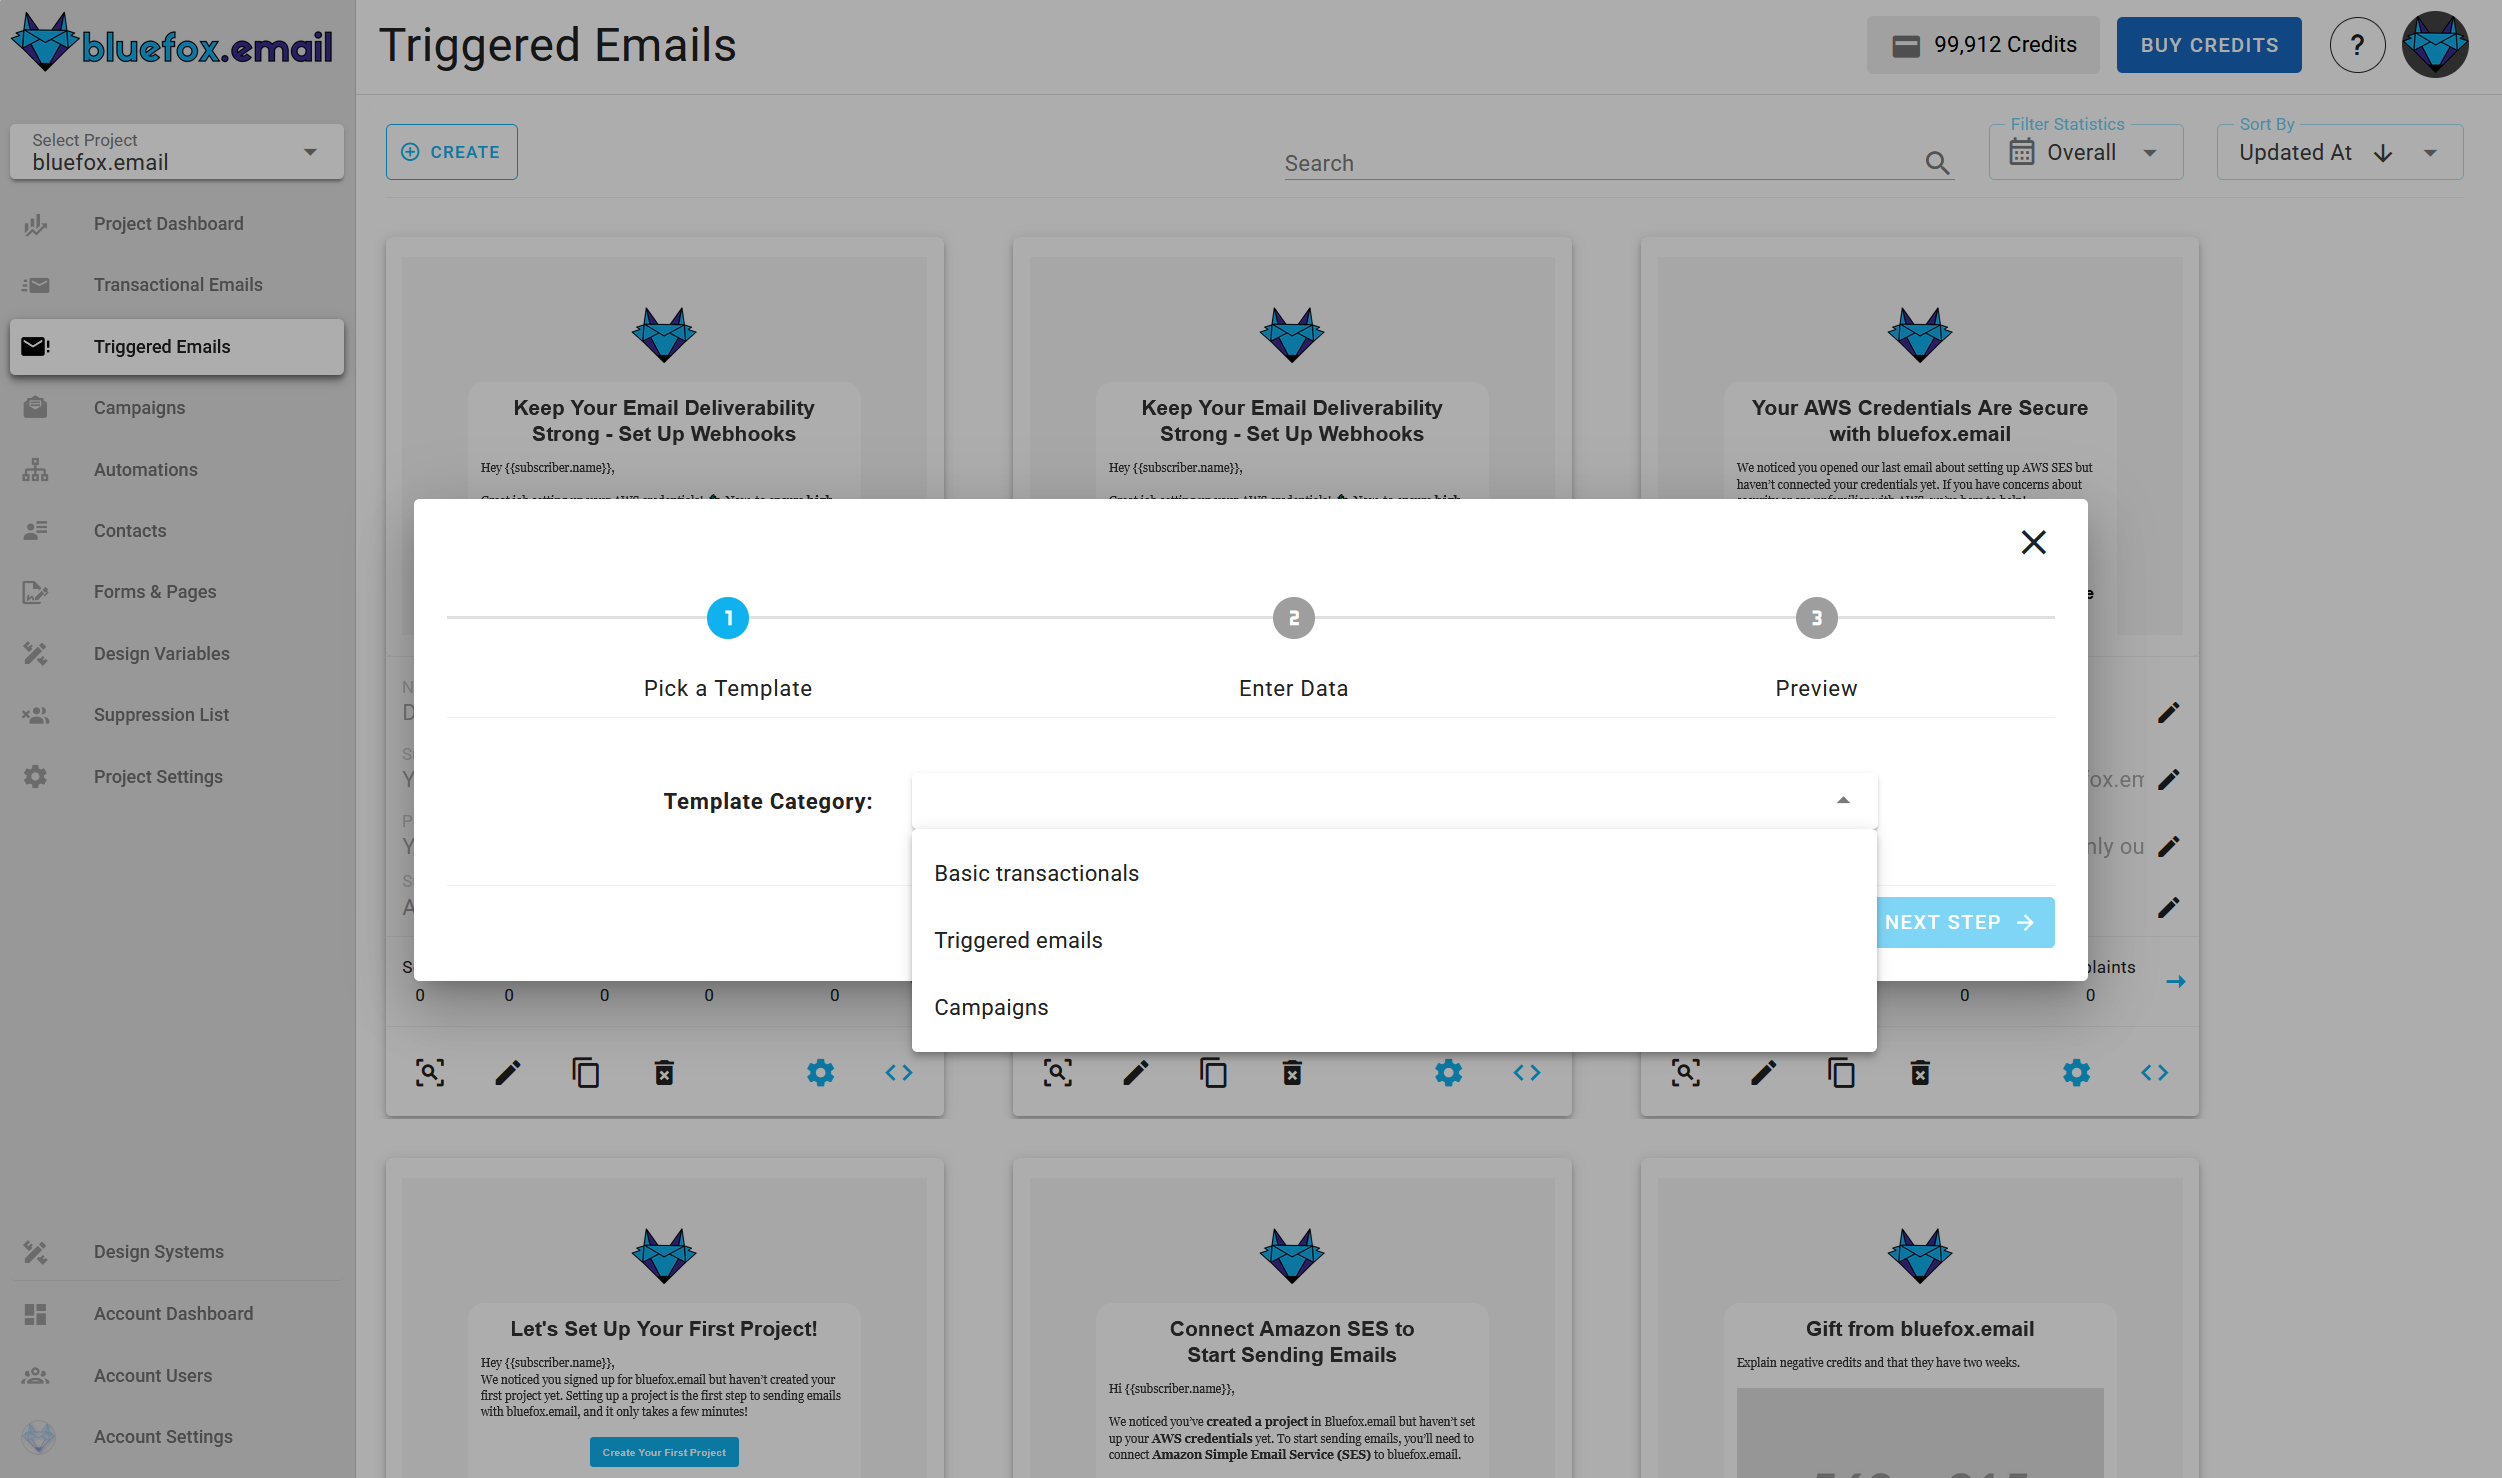 bluefox.email
Triggered Emails
99,912 Credits
BUY CREDITS
?
Select Project
bluefox.email
CREATE
Search
Filter Statistics
Overall
Sort By
Updated At
Project Dashboard
Transactional Emails
Triggered Emails
Campaigns
Automations
Contacts
Forms & Pages
Design Variables
Suppression List
Project Settings
Design Systems
Account Dashboard
Account Users
Account Settings
Keep Your Email Deliverability
Strong - Set Up Webhooks
Hey {{subscriber.name}},
Keep Your Email Deliverability
Strong - Set Up Webhooks
Hey {{subscriber.name}},
Your AWS Credentials Are Secure
with bluefox.email
We noticed you opened our last email about setting up AWS SES but
haven't connected your credentials yet. If you have concerns about
1
2
3
Pick a Template
Enter Data
Preview
Template Category:
Basic transactionals
Triggered emails
Campaigns
NEXT STEP
0
0
0
0
0
0
0
Let's Set Up Your First Project!
Hey {{subscriber.name}},
We noticed you signed up for bluefox.email but haven't created your
first project yet. Setting up a project is the first step to sending emails
with bluefox.email, and it only takes a few minutes!
Create Your First Project
Connect Amazon SES to
Start Sending Emails
Hi {{subscriber.name}},
We noticed you've created a project in Bluefox.email but haven't set
up your AWS credentials yet. To start sending emails, you'll need to
connect Amazon Simple Email Service (SES) to bluefox.email.
Gift from bluefox.email
Explain negative credits and that they have two weeks.